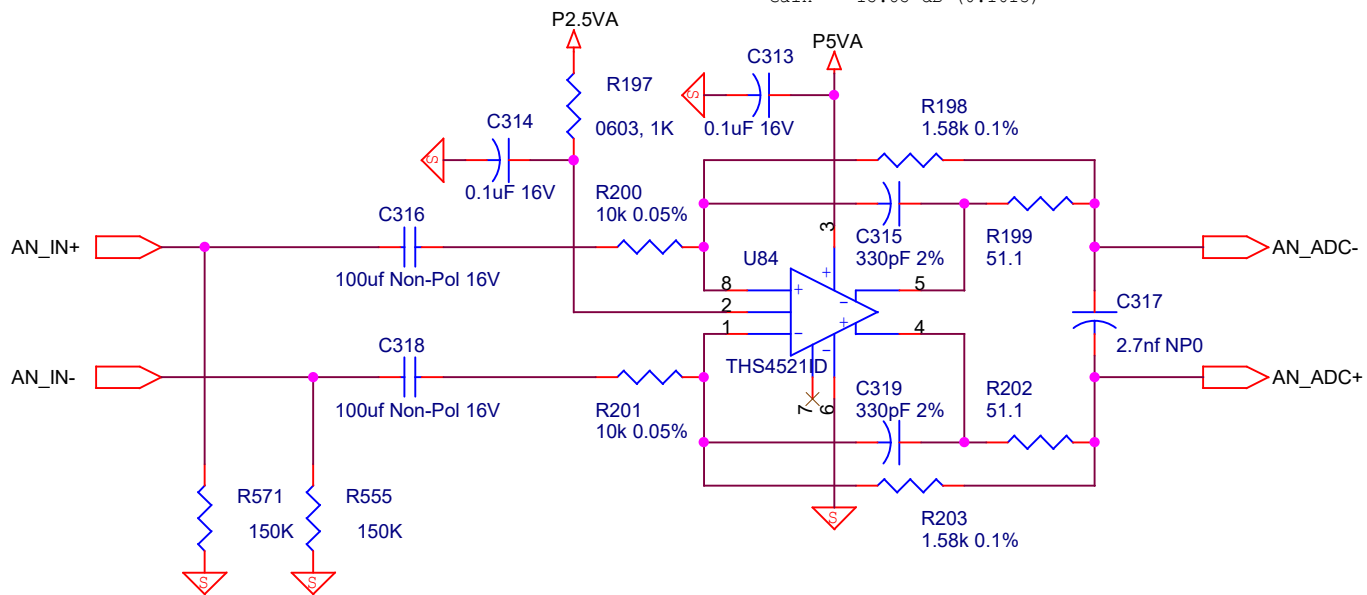 P2.5VA
P5VA
C313
R197
R198
C314
0603, 1K
0.1uF 16V
1.58k 0.1%
0.1uF 16V
R200
10k 0.05%
C316
3
AN_IN+
C315
R199
AN_ADC-
100uf Non-Pol 16V
U84
330pF 2%
51.1
8
5
C317
2
1
4
2.7nf NP0
C318
THS4521ID
AN_IN-
C319
R202
AN_ADC+
100uf Non-Pol 16V
R201
7
6
330pF 2%
51.1
10k 0.05%
R571
R555
S
R203
150K
150K
1.58k 0.1%
S
S
S
S